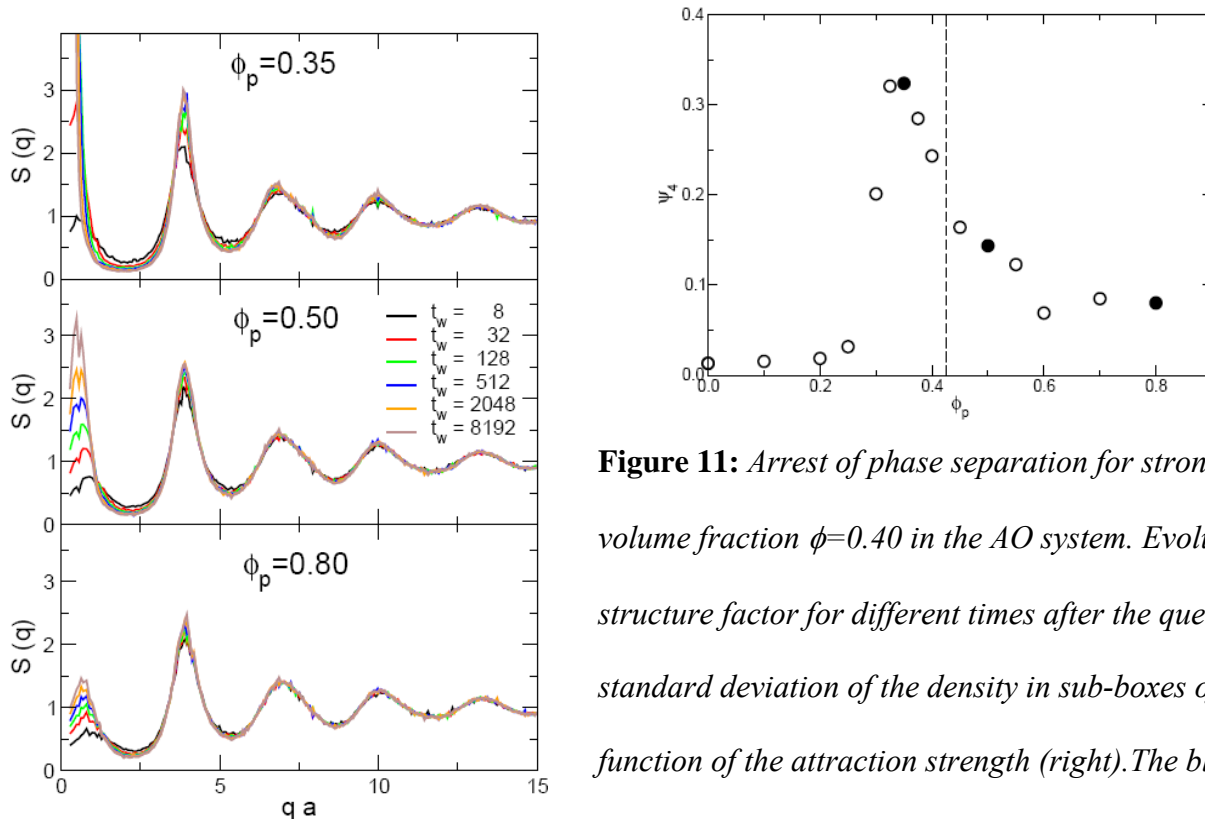 ϕp=0.35
S (q)
3
2
1
0
ϕp=0.50
tw = 8
tw = 32
tw = 128
tw = 512
tw = 2048
tw = 8192
S (q)
3
2
1
0
ϕp=0.80
S (q)
3
2
1
0
0 5 10 15
q a
0.4
0.3
0.2
0.1
0.0
Ψ4
0.0 0.2 0.4 0.6 0.8
ϕp
Figure 11: Arrest of phase separation for stron
volume fraction ϕ=0.40 in the AO system. Evolu
structure factor for different times after the que
standard deviation of the density in sub-boxes o
function of the attraction strength (right).The bl